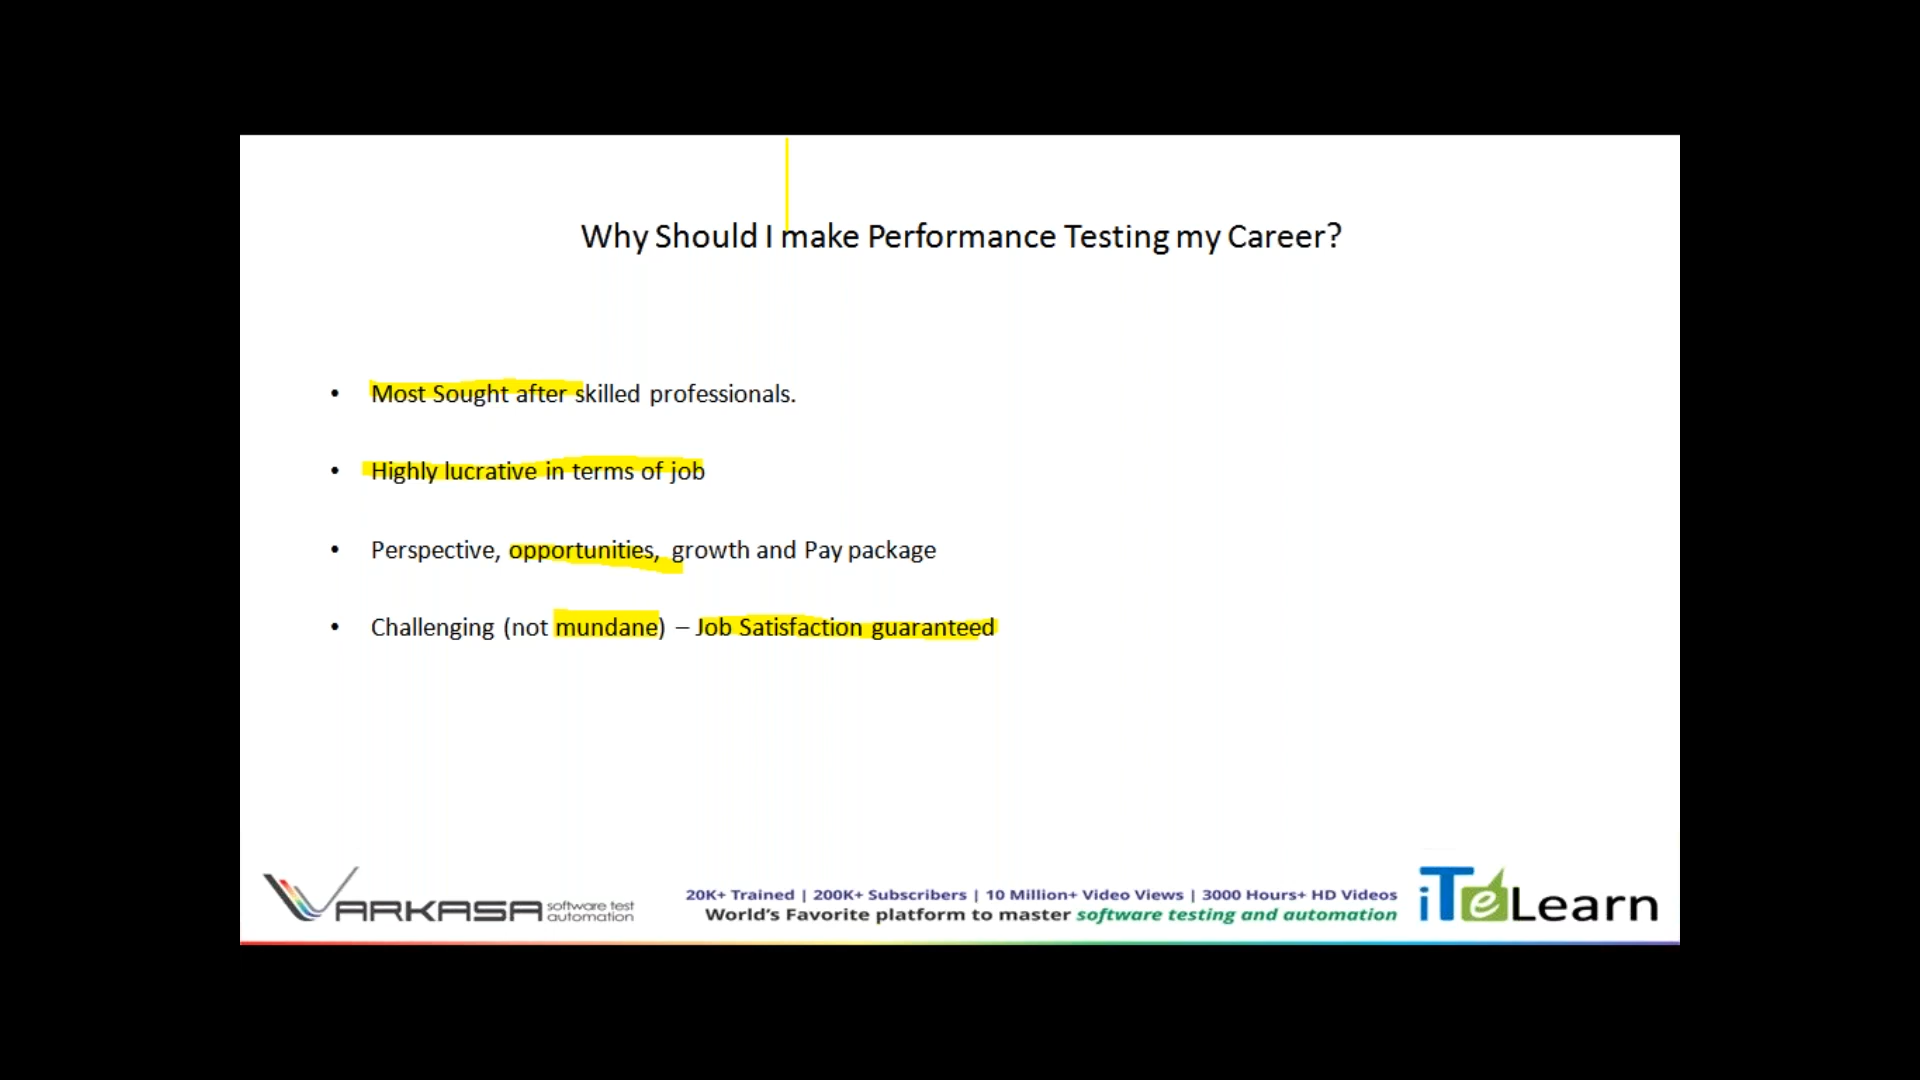 Why Should I make Performance Testing my Career?
• Most Sought after skilled professionals.
• Highly lucrative in terms of job
• Perspective, opportunities, growth and Pay package
• Challenging (not mundane) – Job Satisfaction guaranteed
VARKASA software test automation
20K+ Trained | 200K+ Subscribers | 10 Million+ Video Views | 3000 Hours+ HD Videos
World's Favorite platform to master software testing and automation
iTeLearn